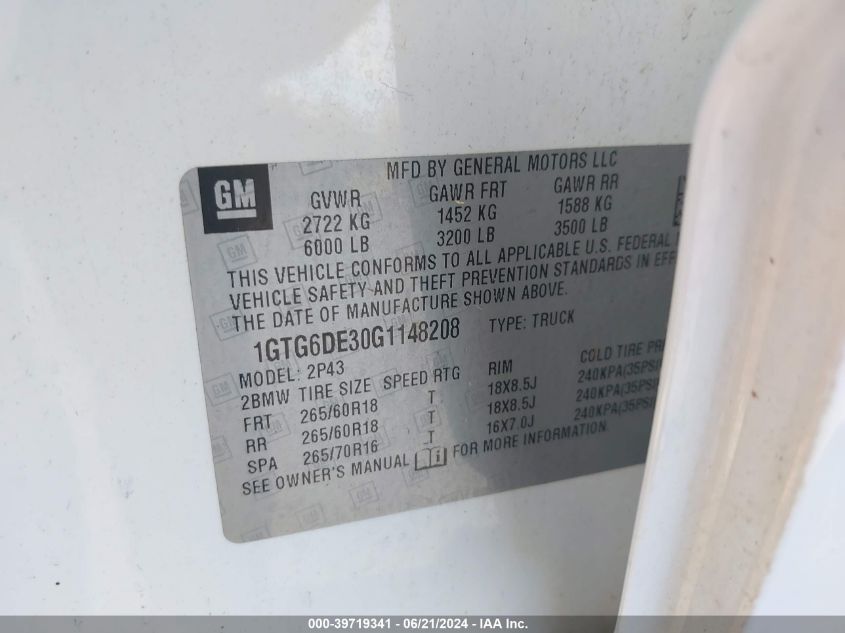 GM
MFD BY GENERAL MOTORS LLC
GVWR GAWR FRT GAWR RR
2722 KG 1452 KG 1588 KG
6000 LB 3200 LB 3500 LB
THIS VEHICLE CONFORMS TO ALL APPLICABLE U.S. FEDERAL
VEHICLE SAFETY AND THEFT PREVENTION STANDARDS IN EFFE
THE DATE OF MANUFACTURE SHOWN ABOVE.
1GTG6DE30G1148208 TYPE: TRUCK
MODEL: 2P43
2BMW TIRE SIZE SPEED RTG RIM COLD TIRE PRE
FRT 265/60R18 T 18X8.5J 240KPA(35PSI)
RR 265/60R18 T 18X8.5J 240KPA(35PSI)
SPA 265/70R16 T 16X7.0J 240KPA(35PSI)
SEE OWNER'S MANUAL FOR MORE INFORMATION.
000-39719341 - 06/21/2024 - IAA Inc.